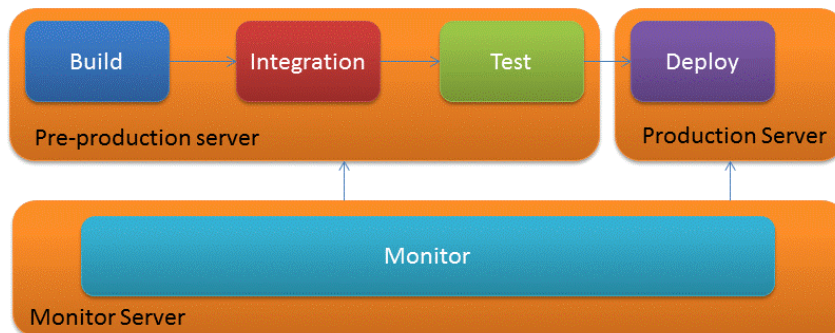 Build
Integration
Test
Deploy
Pre-production server
Production Server
Monitor
Monitor Server